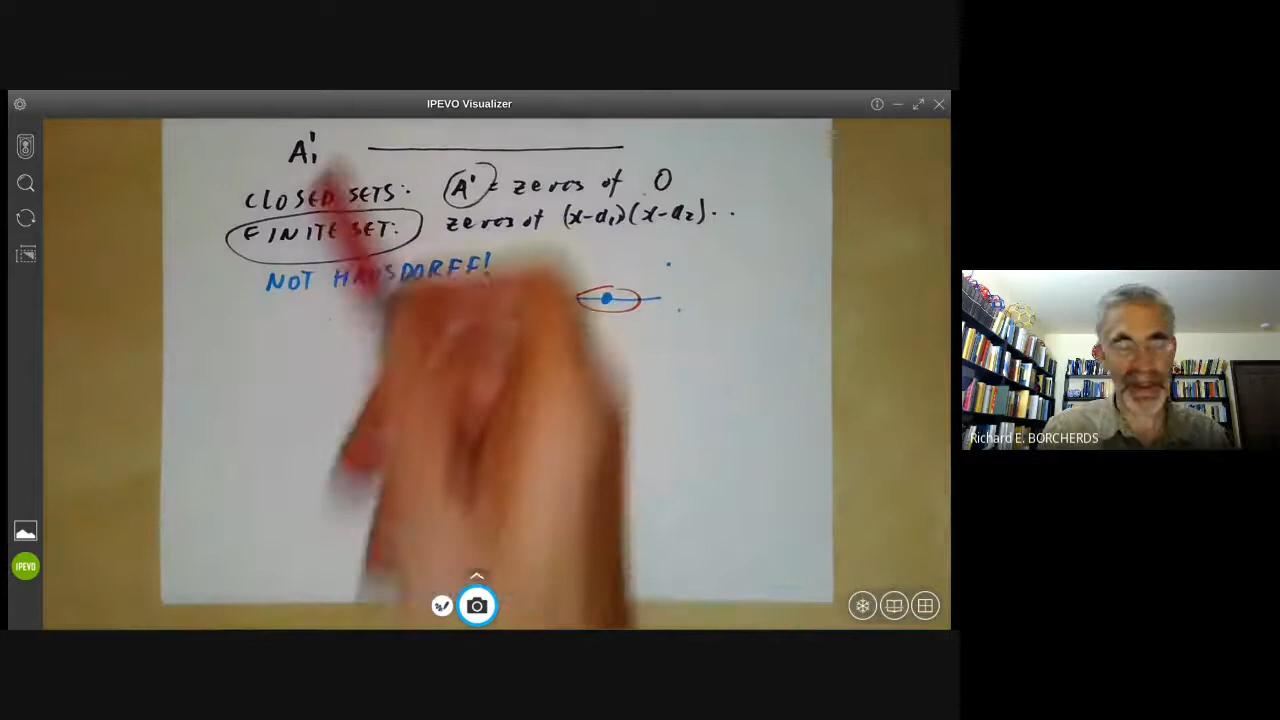 IPEVO Visualizer
A¹
CLOSED SETS: A¹ = zeros of 0
FINITE SET: zeros of (x-a₁)(x-a₂)...
NOT HAUSDORFF!
Richard E. BORCHERDS
IPEVO